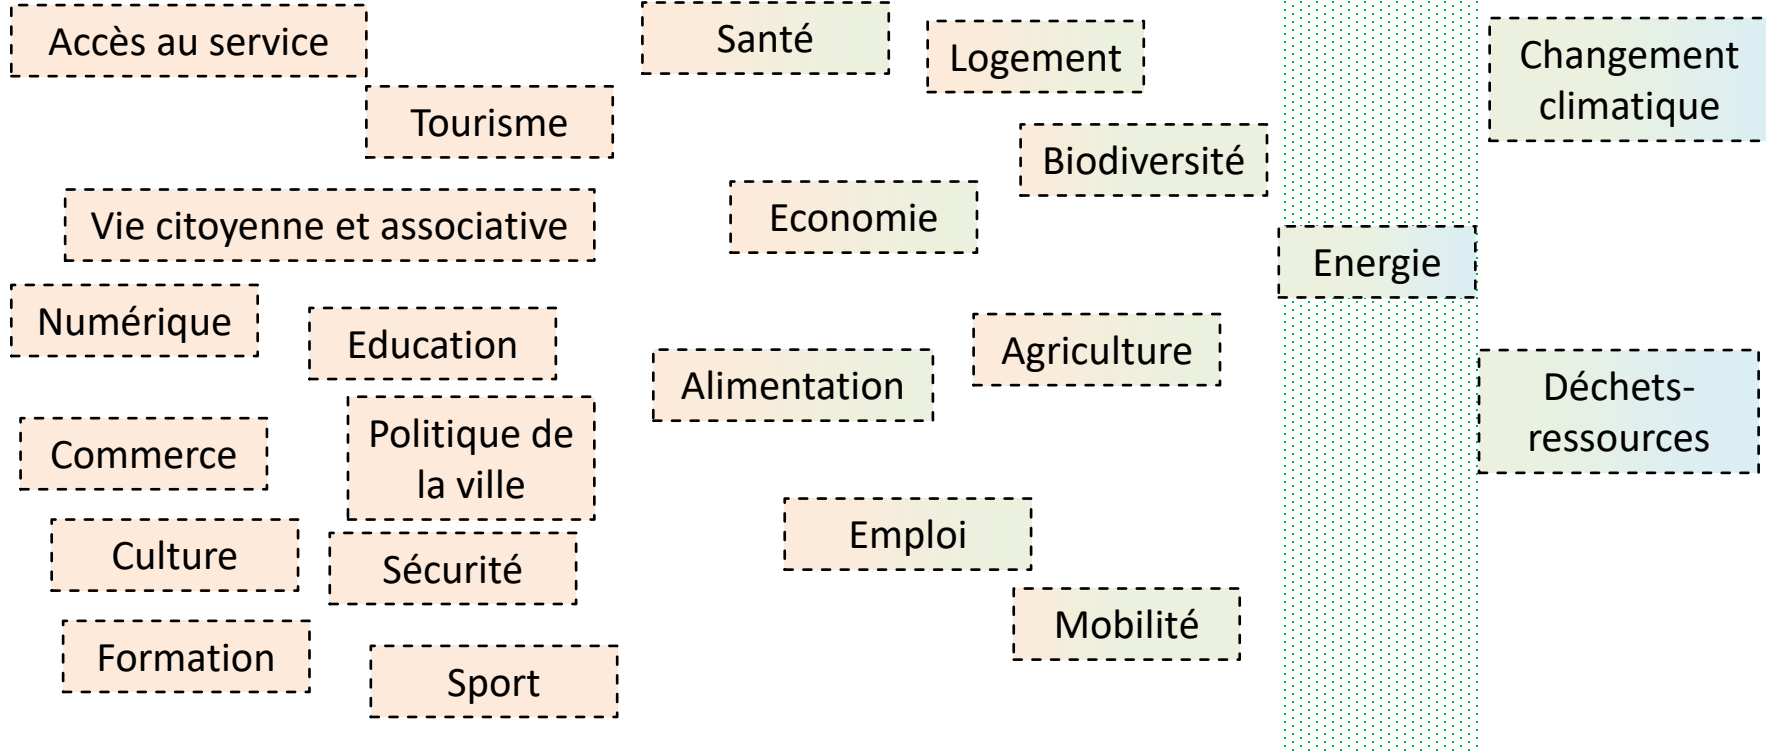 Accès au service
Tourisme
Vie citoyenne et associative
Numérique
Education
Commerce
Politique de
la ville
Culture
Sécurité
Formation
Sport
Santé
Logement
Biodiversité
Economie
Agriculture
Alimentation
Emploi
Mobilité
Energie
Changement
climatique
Déchets-
ressources